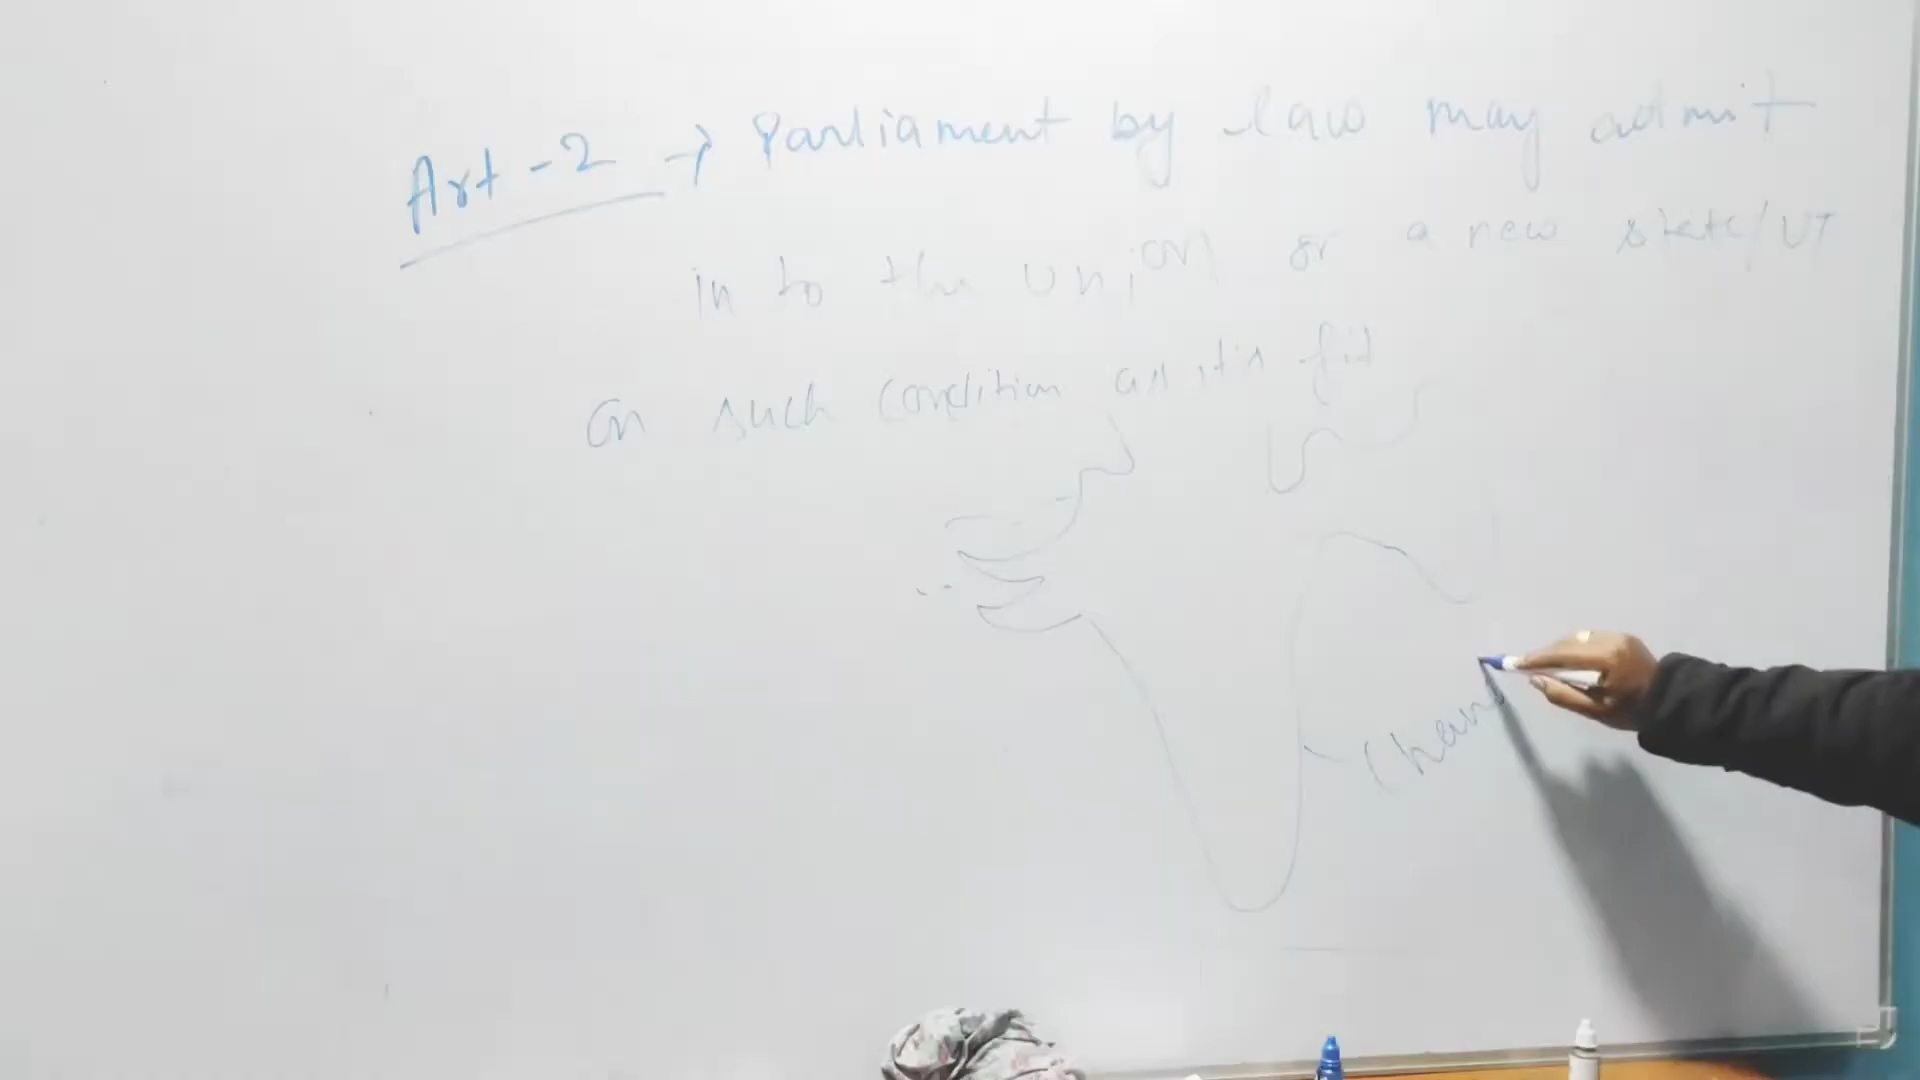 Art-2 → Parliament by law may admit
in to the union or a new state/UT
on such condition as it is fit
Chan